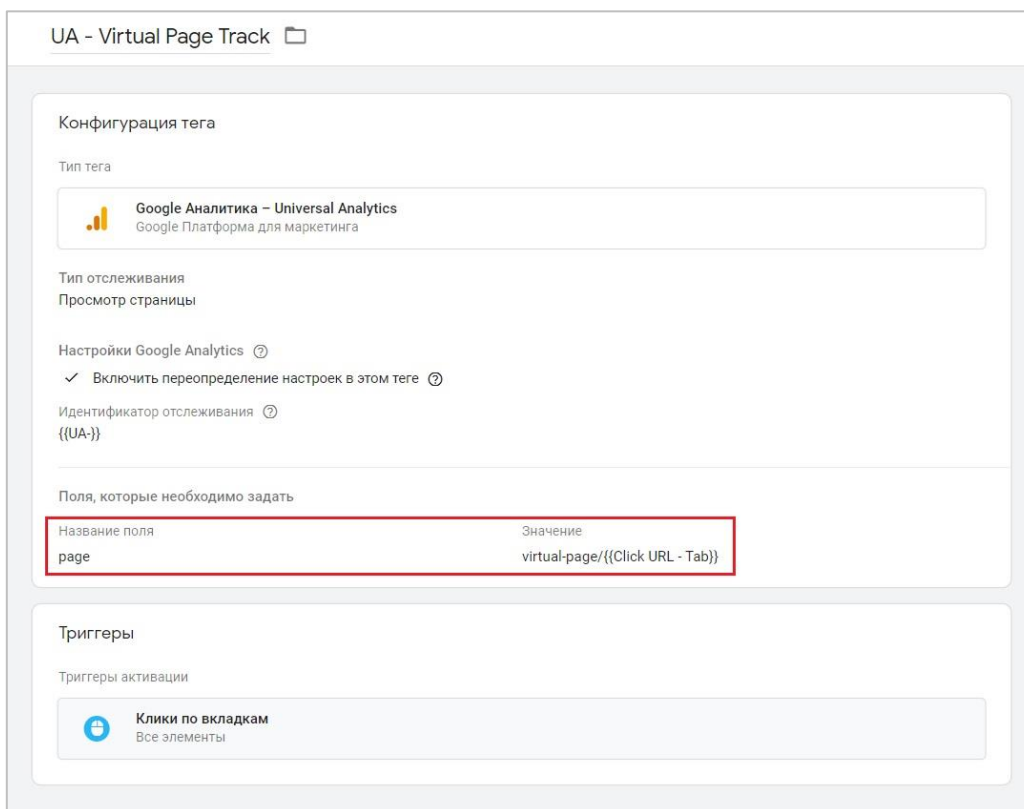 UA - Virtual Page Track
Конфигурация тега
Тип тега
Google Аналитика – Universal Analytics
Google Платформа для маркетинга
Тип отслеживания
Просмотр страницы
Настройки Google Analytics ?
✓ Включить переопределение настроек в этом теге ?
Идентификатор отслеживания ?
{{UA-}}
Поля, которые необходимо задать
Название поля Значение
page virtual-page/{{Click URL - Tab}}
Триггеры
Триггеры активации
Клики по вкладкам
Все элементы